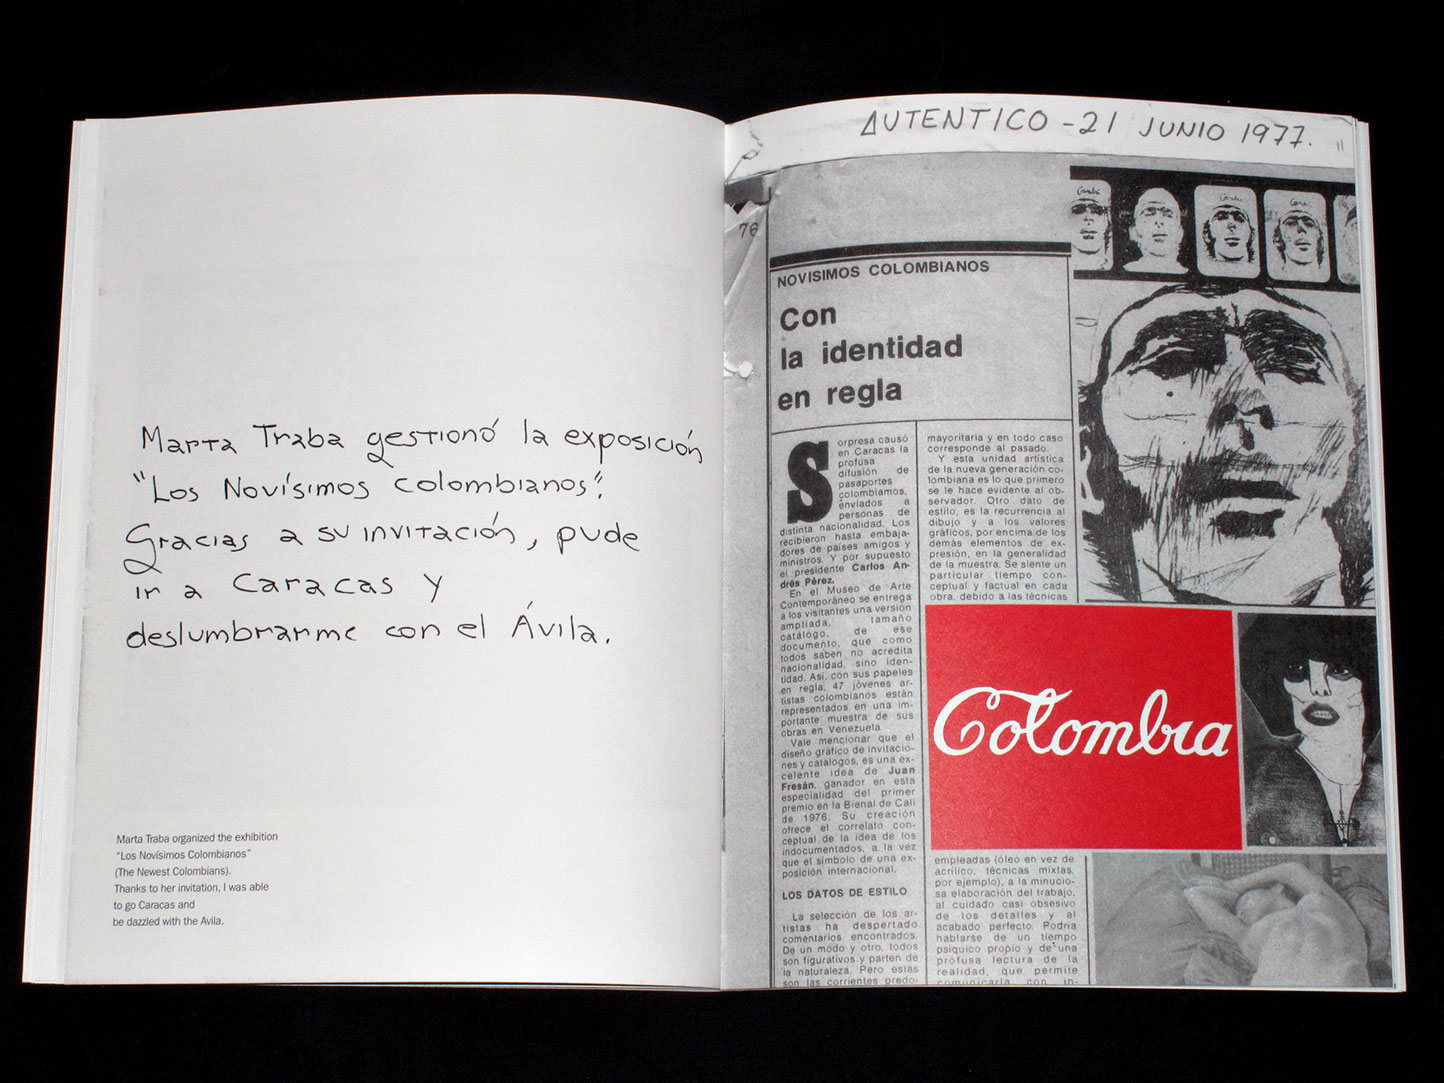 Marta Traba gestionó la exposición
"Los Novísimos Colombianos".
Gracias a su invitación, pude
ir a Caracas y
deslumbrarme con el Ávila.
Marta Traba organized the exhibition
“Los Novísimos Colombianos”
(The Newest Colombians).
Thanks to her invitation, I was able
to go Caracas and
be dazzled with the Avila.
AUTENTICO - 21 JUNIO 1977.
76
NOVISIMOS COLOMBIANOS
Con
la identidad
en regla
Sorpresa causó
en Caracas la
profusa
difusión de
pasaportes
colombiamos,
enviados a
personas de
distinta nacionalidad. Los
recibieron hasta embaja-
dores de países amigos y
ministros. Y por supuesto
el presidente Carlos An-
drés Pérez.
En el Museo de Arte
Contemporáneo se entrega
a los visitantes una versión
ampliada, tamaño
catálogo, de ese
documento, que como
todos saben no acredita
nacionalidad, sino iden-
tidad. Así, con sus papeles
en regla, 47 jóvenes ar-
tistas colombianos están
representados en una im-
portante muestra de sus
obras en Venezuela.
Vale mencionar que el
diseño gráfico de invitacio-
nes y catálogos, es una ex-
celente idea de Juan
Fresán, ganador en esta
especialidad del primer
premio en la Bienal de Cali
de 1976. Su creación
ofrece el correlato con-
ceptual de la idea de los
indocumentados, a la vez
que el símbolo de una ex-
posición internacional.
LOS DATOS DE ESTILO
La selección de los ar-
tistas ha despertado
comentarios encontrados.
De un modo y otro, todos
son figurativos y parten de
la naturaleza. Pero estas
son las corrientes predo-
mayoritaria y en todo caso
corresponde al pasado.
Y esta unidad artística
de la nueva generación co-
lombiana es lo que primero
se le hace evidente al ob-
servador. Otro dato de
estilo, es la recurrencia al
dibujo y a los valores
gráficos, por encima de los
demás elementos de ex-
presión, en la generalidad
de la muestra. Se siente un
particular tiempo con-
ceptual y factual en cada
obra, debido a las técnicas
Colombia
empleadas (óleo en vez de
acrílico, técnicas mixtas,
por ejemplo), a la minucio-
sa elaboración del trabajo,
al cuidado casi obsesivo
de los detalles y al
acabado perfecto. Podría
hablarse de un tiempo
psíquico propio y de una
profusa lectura de la
realidad, que permite
comunicarla con in-